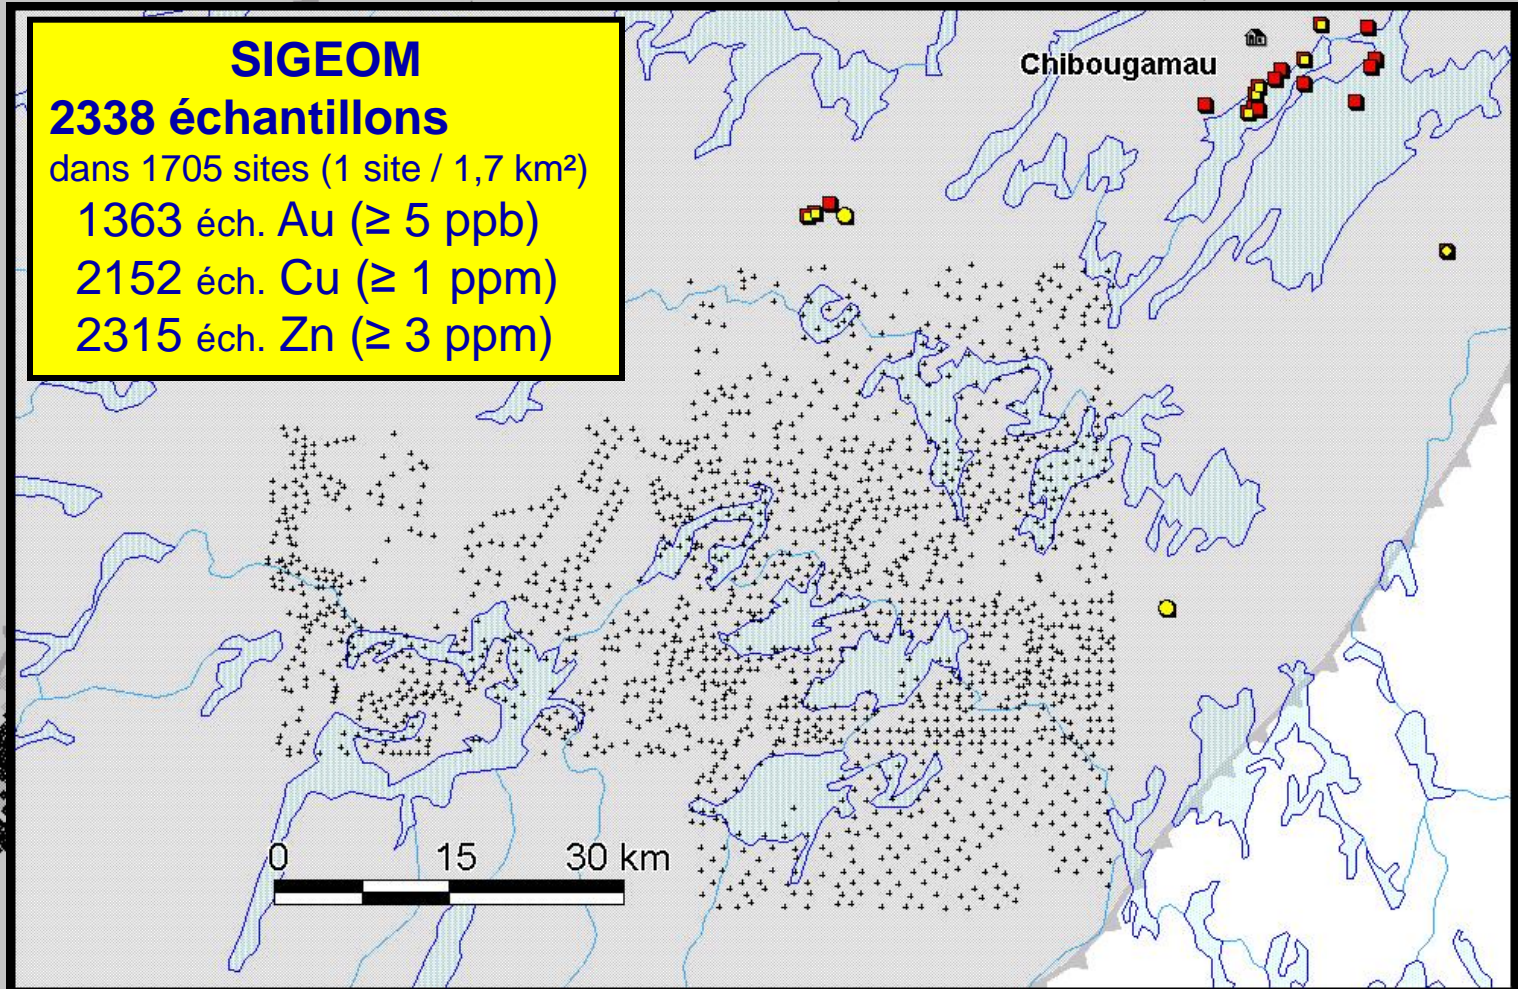 SIGEOM
2338 échantillons
dans 1705 sites (1 site / 1,7 km²)
1363 éch. Au (≥ 5 ppb)
2152 éch. Cu (≥ 1 ppm)
2315 éch. Zn (≥ 3 ppm)
Chibougamau
0 15 30 km